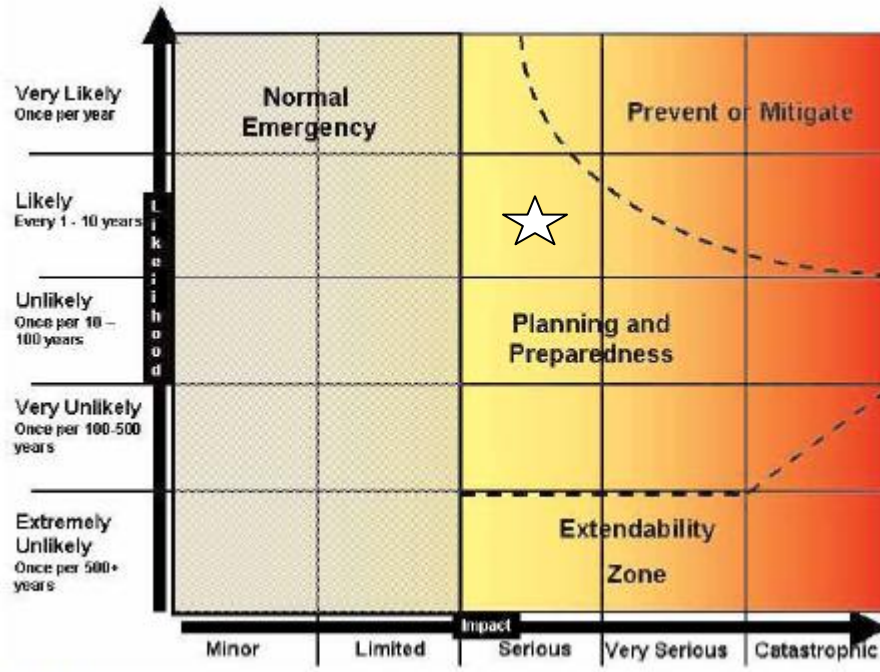 Very Likely
Once per year
Normal
Emergency
Prevent or Mitigate
Likely
Every 1 - 10 years
Likelihood
Unlikely
Once per 10 –
100 years
Planning and
Preparedness
Very Unlikely
Once per 100-500
years
Extremely
Unlikely
Once per 500+
years
Extendability
Zone
Impact
Minor
Limited
Serious
Very Serious
Catastrophic